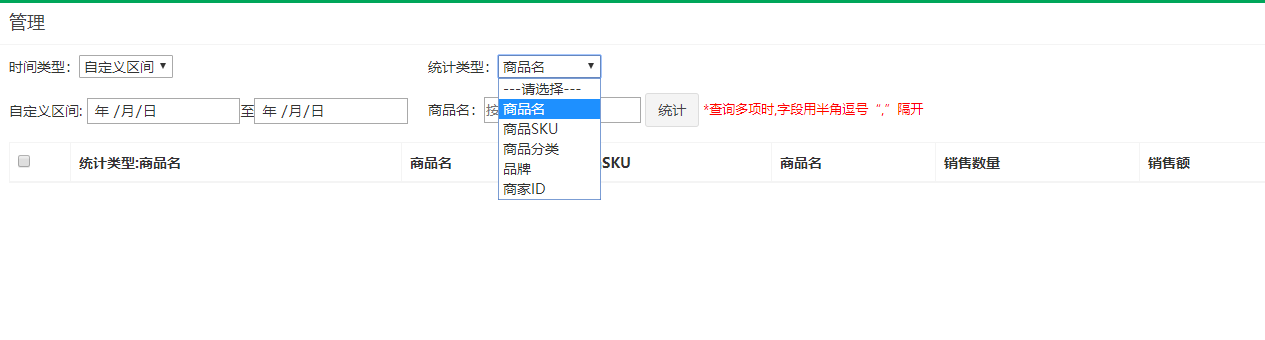 管理
时间类型：自定义区间 统计类型：商品名
---请选择---
自定义区间: 年 /月/日 至 年 /月/日 商品名： 按 统计 *查询多项时,字段用半角逗号“,”隔开
商品名
商品SKU
商品分类
品牌
商家ID
统计类型:商品名 商品名 SKU 商品名 销售数量 销售额